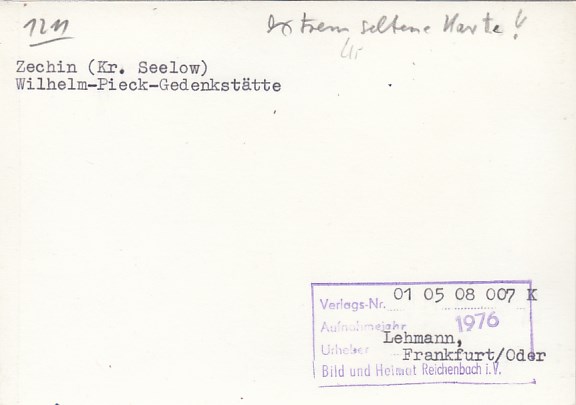 1211
Extrem seltene Karte!
Zechin (Kr. Seelow)
Wilhelm-Pieck-Gedenkstätte
Verlags-Nr. 01 05 08 007 K
Aufnahmejahr 1976
Urheber Lehmann,
Frankfurt/Oder
Bild und Heimat Reichenbach i.V.